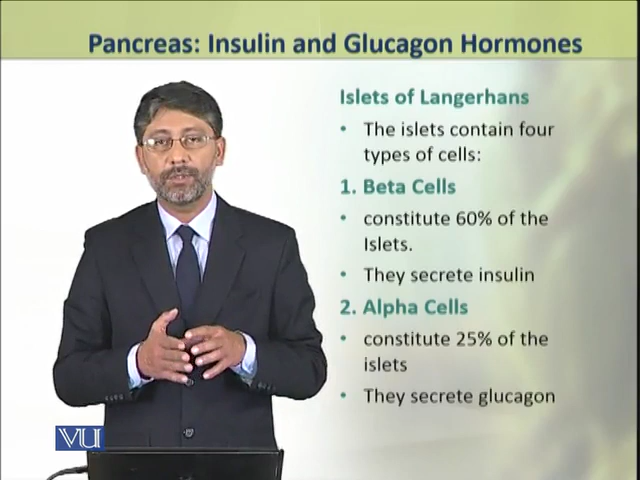 Pancreas: Insulin and Glucagon Hormones
Islets of Langerhans
• The islets contain four
types of cells:
1. Beta Cells
• constitute 60% of the
Islets.
• They secrete insulin
2. Alpha Cells
• constitute 25% of the
islets
• They secrete glucagon
VU